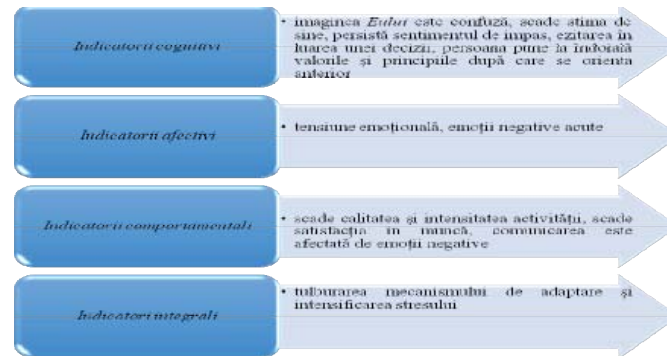 Indicatorii cognitivi
• imaginea Eului este confuză, scade stima de
sine, persistă sentimentul de impas, ezitarea în
luarea unei decizii, persoana pune la îndoială
valorile și principiile după care se orienta
anterior
Indicatorii afectivi
• tensiune emoțională, emoții negative acute
Indicatorii comportamentali
• scade calitatea și intensitatea activității, scade
satisfacția în muncă, comunicarea este
afectată de emoții negative
Indicatori integrali
• tulburarea mecanismului de adaptare și
intensificarea stresului